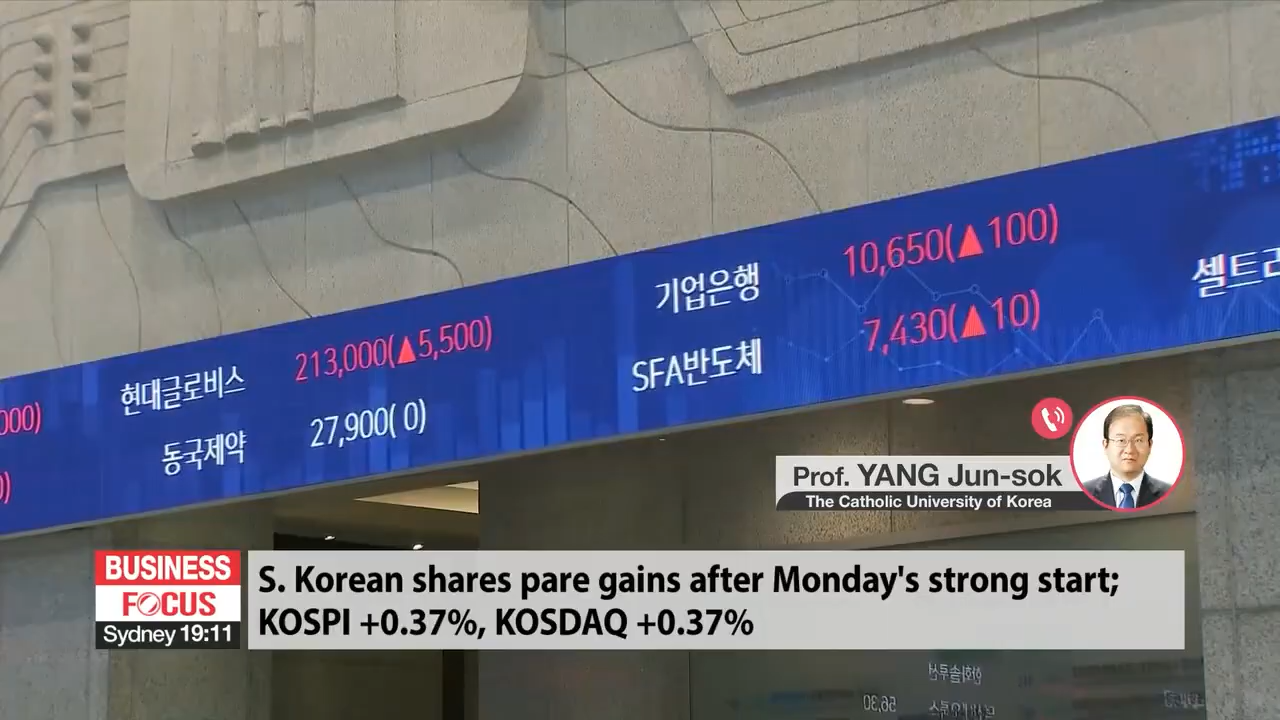 000)
0)
현대글로비스 213,000(▲5,500)
동국제약 27,900( 0)
기업은행 10,650(▲100)
SFA반도체 7,430(▲10)
셀트리
Prof. YANG Jun-sok
The Catholic University of Korea
BUSINESS
FOCUS
Sydney 19:11
S. Korean shares pare gains after Monday's strong start;
KOSPI +0.37%, KOSDAQ +0.37%